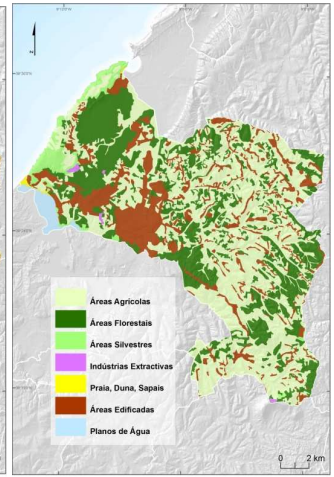 Áreas Agrícolas
Áreas Florestais
Áreas Silvestres
Indústrias Extractivas
Praia, Duna, Sapais
Áreas Edificadas
Planos de Água
0 2 km